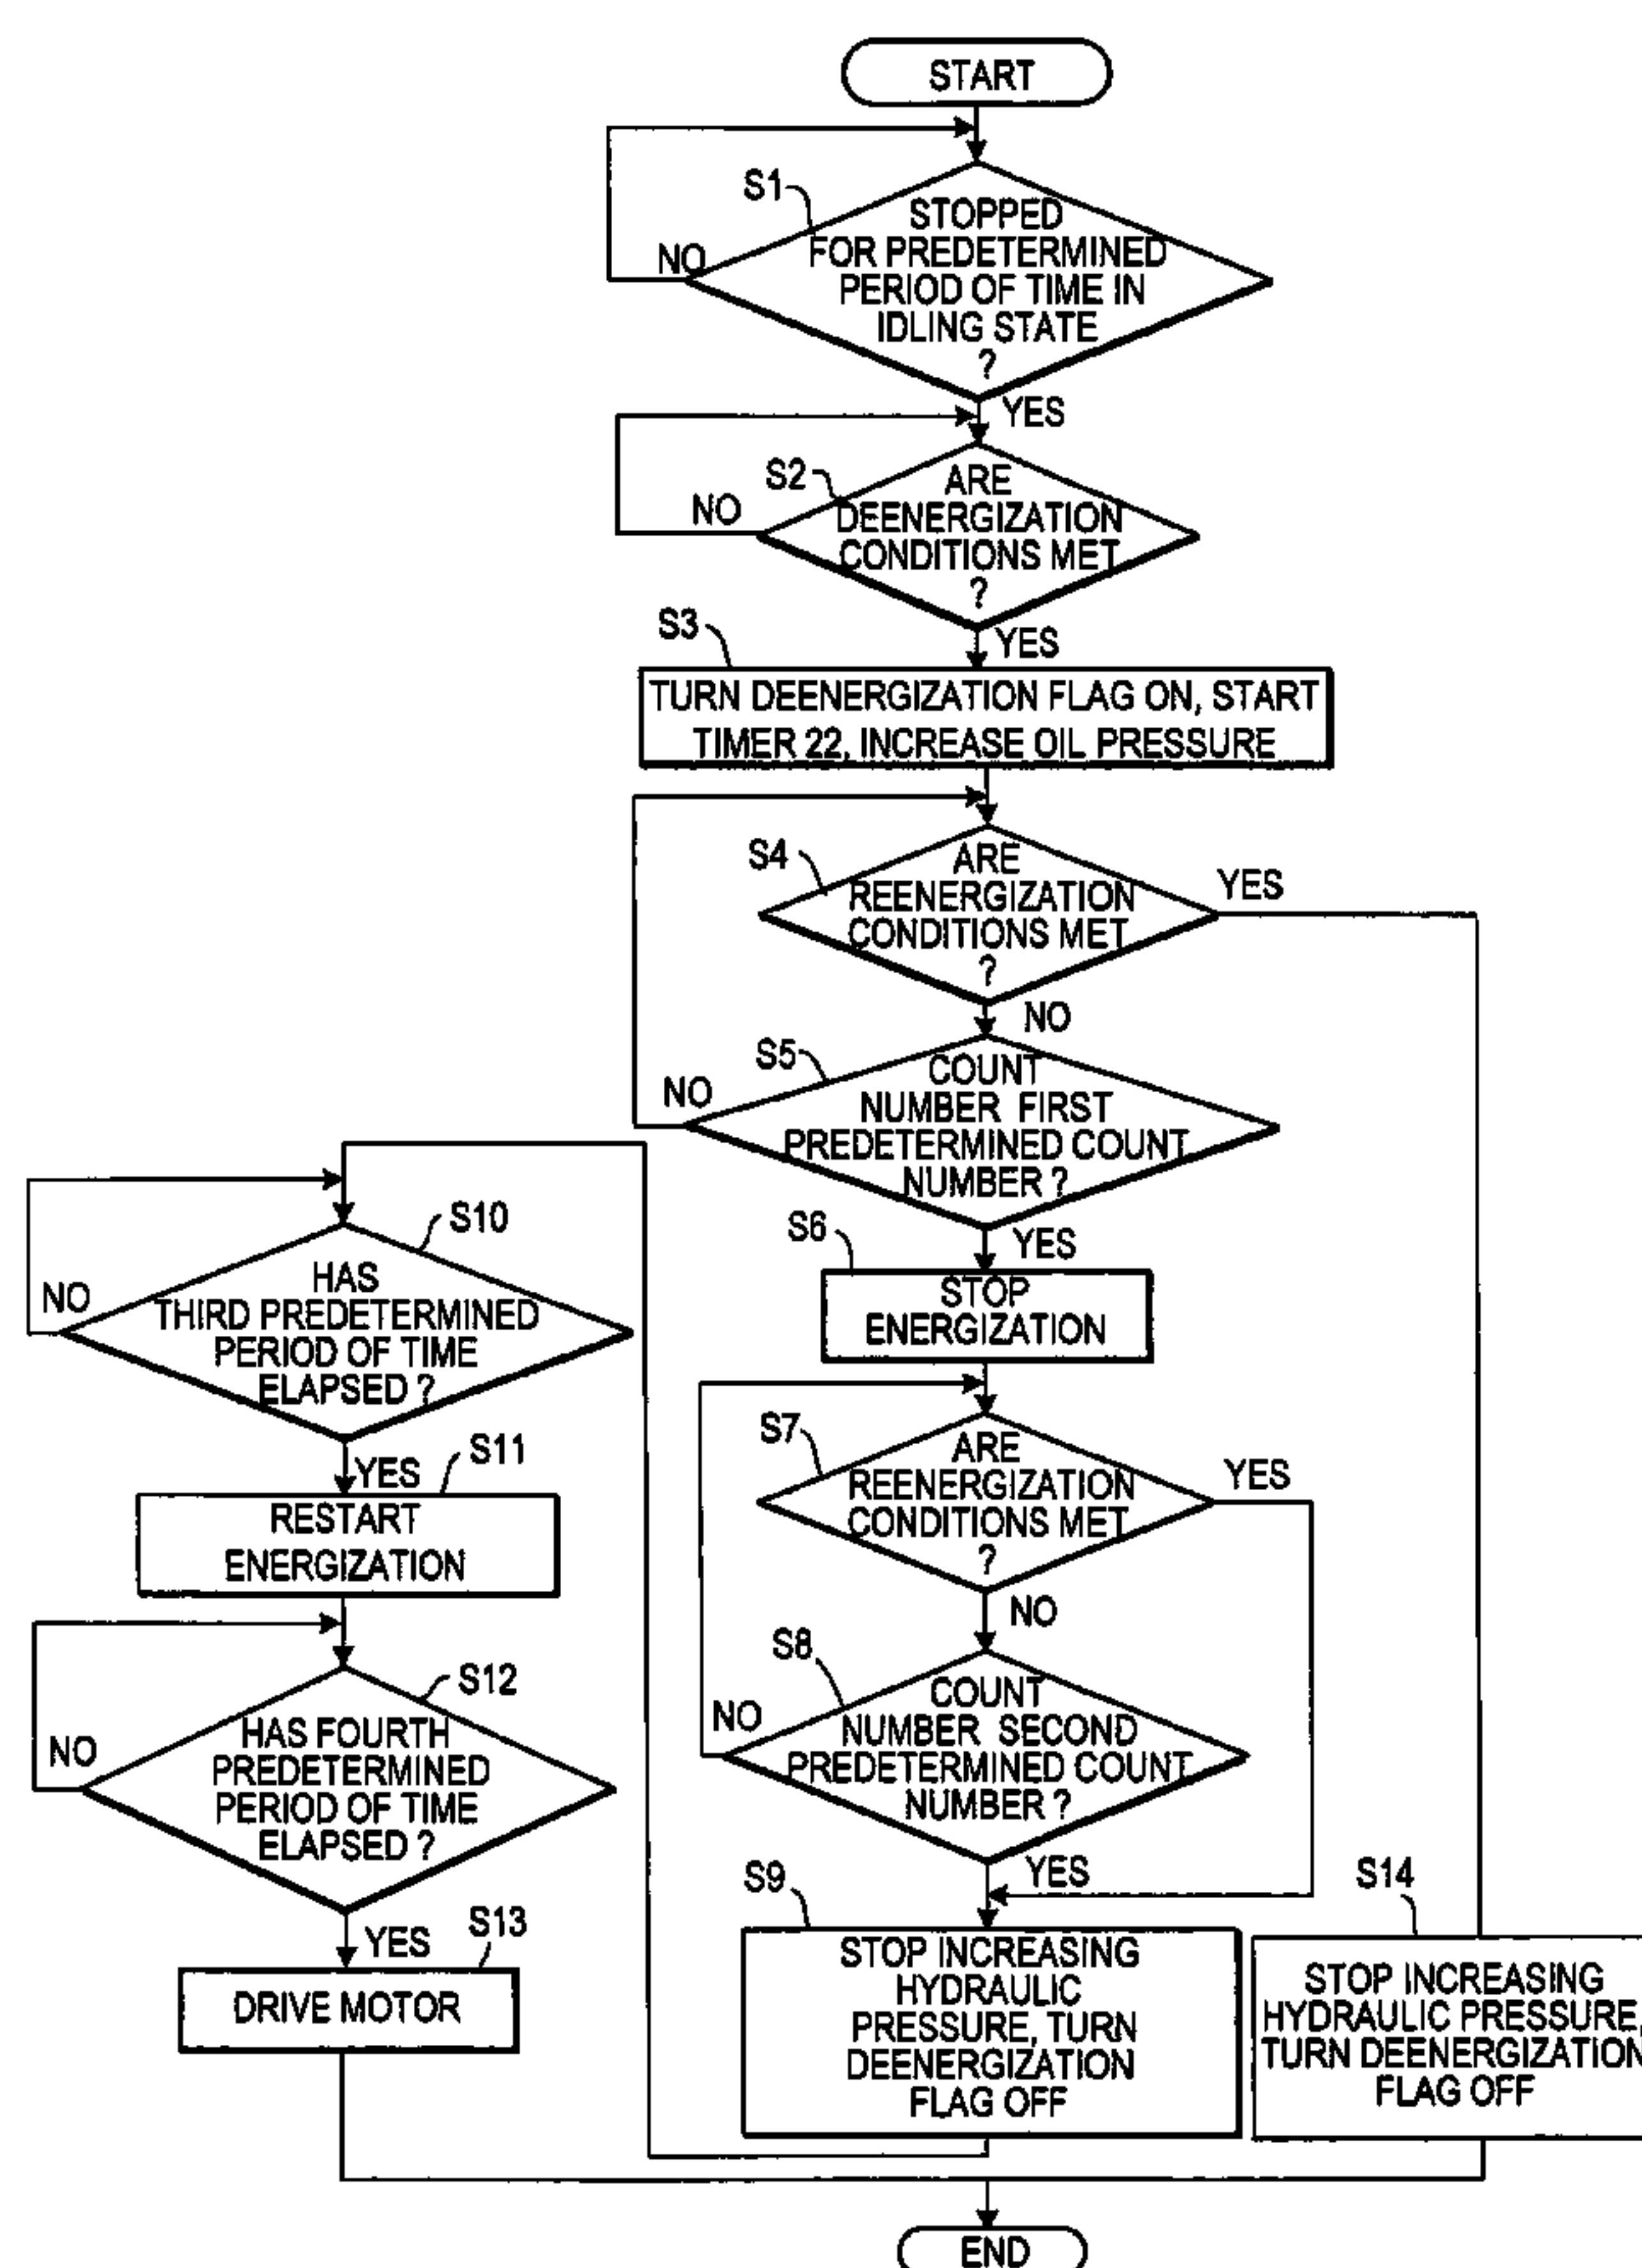 START
S1
STOPPED
FOR PREDETERMINED
PERIOD OF TIME IN
IDLING STATE
?
NO
YES
S2
ARE
DEENERGIZATION
CONDITIONS MET
?
NO
YES
S3
TURN DEENERGIZATION FLAG ON, START
TIMER 22, INCREASE OIL PRESSURE
S4
ARE
REENERGIZATION
CONDITIONS MET
?
YES
NO
S5
COUNT
NUMBER FIRST
PREDETERMINED COUNT
NUMBER ?
NO
YES
S6
STOP
ENERGIZATION
S7
ARE
REENERGIZATION
CONDITIONS MET
?
YES
NO
S8
COUNT
NUMBER SECOND
PREDETERMINED COUNT
NUMBER ?
NO
YES
S9
STOP INCREASING
HYDRAULIC
PRESSURE, TURN
DEENERGIZATION
FLAG OFF
S10
HAS
THIRD PREDETERMINED
PERIOD OF TIME
ELAPSED ?
NO
YES
S11
RESTART
ENERGIZATION
S12
HAS FOURTH
PREDETERMINED
PERIOD OF TIME
ELAPSED ?
NO
YES
S13
DRIVE MOTOR
S14
STOP INCREASING
HYDRAULIC PRESSURE,
TURN DEENERGIZATION
FLAG OFF
END